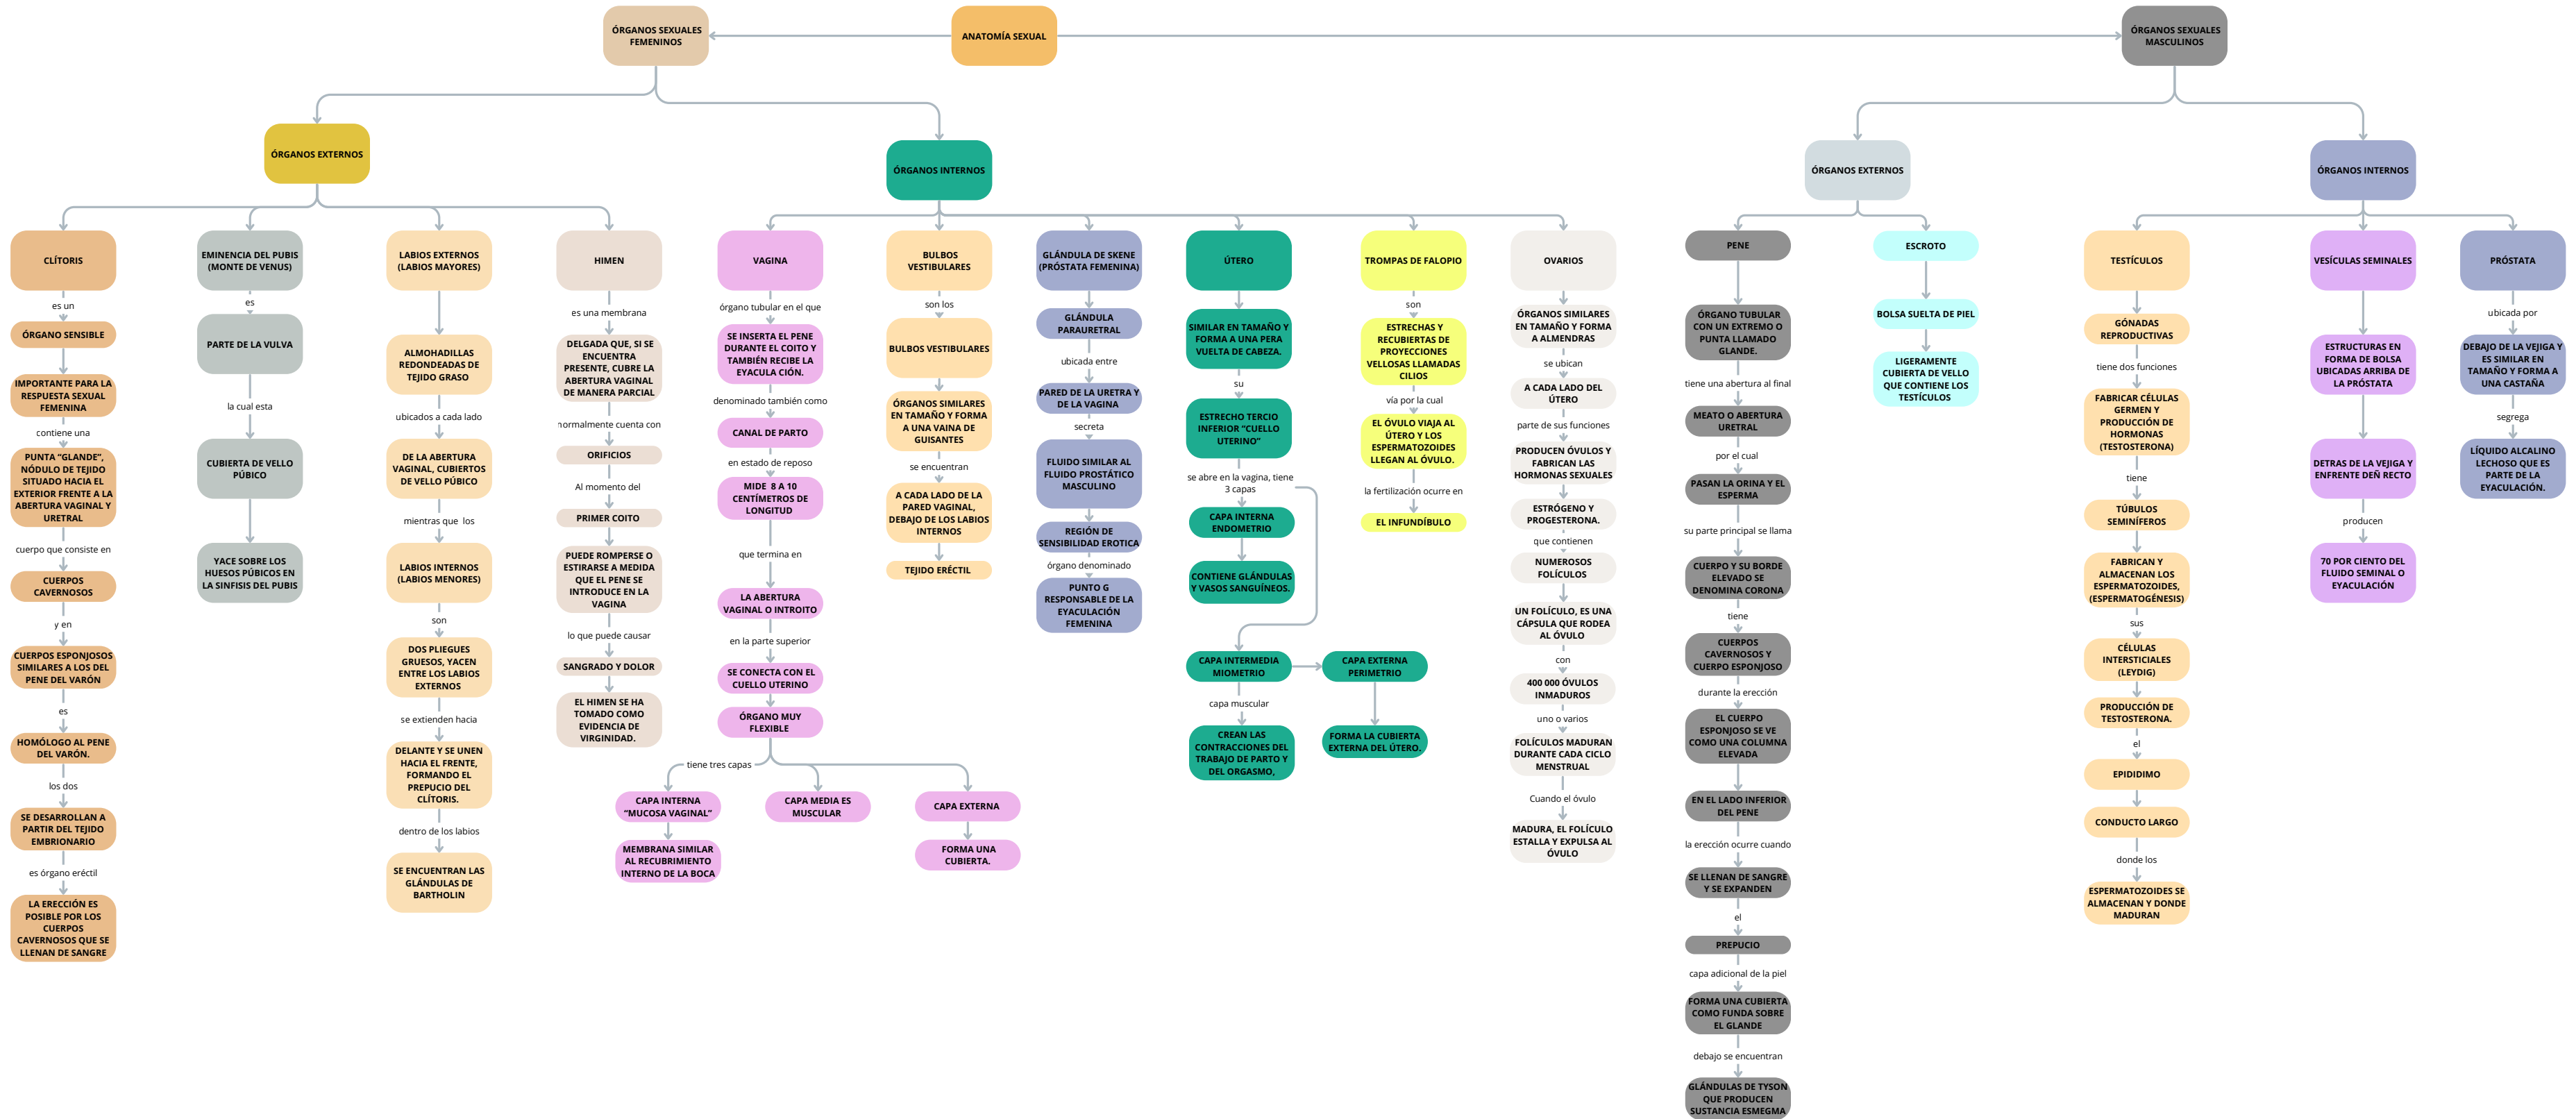 ÓRGANOS SEXUALES
FEMENINOS
ANATOMÍA SEXUAL
ÓRGANOS SEXUALES
MASCULINOS
ÓRGANOS EXTERNOS
ÓRGANOS INTERNOS
ÓRGANOS EXTERNOS
ÓRGANOS INTERNOS
CLÍTORIS
es un
ÓRGANO SENSIBLE
IMPORTANTE PARA LA
RESPUESTA SEXUAL
FEMENINA
contiene una
PUNTA “GLANDE”,
NÓDULO DE TEJIDO
SITUADO HACIA EL
EXTERIOR FRENTE A LA
ABERTURA VAGINAL Y
URETRAL
cuerpo que consiste en
CUERPOS
CAVERNOSOS
y en
CUERPOS ESPONJOSOS
SIMILARES A LOS DEL
PENE DEL VARÓN
es
HOMÓLOGO AL PENE
DEL VARÓN.
los dos
SE DESARROLLAN A
PARTIR DEL TEJIDO
EMBRIONARIO
es órgano eréctil
LA ERECCIÓN ES
POSIBLE POR LOS
CUERPOS
CAVERNOSOS QUE SE
LLENAN DE SANGRE
EMINENCIA DEL PUBIS
(MONTE DE VENUS)
es
PARTE DE LA VULVA
la cual esta
CUBIERTA DE VELLO
PÚBICO
YACE SOBRE LOS
HUESOS PÚBICOS EN
LA SINFISIS DEL PUBIS
LABIOS EXTERNOS
(LABIOS MAYORES)
ALMOHADILLAS
REDONDEADAS DE
TEJIDO GRASO
ubicados a cada lado
DE LA ABERTURA
VAGINAL, CUBIERTOS
DE VELLO PÚBICO
mientras que los
LABIOS INTERNOS
(LABIOS MENORES)
son
DOS PLIEGUES
GRUESOS, YACEN
ENTRE LOS LABIOS
EXTERNOS
se extienden hacia
DELANTE Y SE UNEN
HACIA EL FRENTE,
FORMANDO EL
PREPUCIO DEL
CLÍTORIS.
dentro de los labios
SE ENCUENTRAN LAS
GLÁNDULAS DE
BARTHOLIN
HIMEN
es una membrana
DELGADA QUE, SI SE
ENCUENTRA
PRESENTE, CUBRE LA
ABERTURA VAGINAL
DE MANERA PARCIAL
normalmente cuenta con
ORIFICIOS
Al momento del
PRIMER COITO
PUEDE ROMPERSE O
ESTIRARSE A MEDIDA
QUE EL PENE SE
INTRODUCE EN LA
VAGINA
lo que puede causar
SANGRADO Y DOLOR
EL HIMEN SE HA
TOMADO COMO
EVIDENCIA DE
VIRGINIDAD.
VAGINA
órgano tubular en el que
SE INSERTA EL PENE
DURANTE EL COITO Y
TAMBIÉN RECIBE LA
EYACULA CIÓN.
denominado también como
CANAL DE PARTO
en estado de reposo
MIDE 8 A 10
CENTÍMETROS DE
LONGITUD
que termina en
LA ABERTURA
VAGINAL O INTROITO
en la parte superior
SE CONECTA CON EL
CUELLO UTERINO
ÓRGANO MUY
FLEXIBLE
tiene tres capas
CAPA INTERNA
“MUCOSA VAGINAL”
MEMBRANA SIMILAR
AL RECUBRIMIENTO
INTERNO DE LA BOCA
CAPA MEDIA ES
MUSCULAR
CAPA EXTERNA
FORMA UNA
CUBIERTA.
BULBOS
VESTIBULARES
son los
BULBOS VESTIBULARES
ÓRGANOS SIMILARES
EN TAMAÑO Y FORMA
A UNA VAINA DE
GUISANTES
se encuentran
A CADA LADO DE LA
PARED VAGINAL,
DEBAJO DE LOS LABIOS
INTERNOS
TEJIDO ERÉCTIL
GLÁNDULA DE SKENE
(PRÓSTATA FEMENINA)
GLÁNDULA
PARAURETRAL
ubicada entre
PARED DE LA URETRA Y
DE LA VAGINA
secreta
FLUIDO SIMILAR AL
FLUIDO PROSTÁTICO
MASCULINO
REGIÓN DE
SENSIBILIDAD EROTICA
órgano denominado
PUNTO G
RESPONSABLE DE LA
EYACULACIÓN
FEMENINA
ÚTERO
SIMILAR EN TAMAÑO Y
FORMA A UNA PERA
VUELTA DE CABEZA.
su
ESTRECHO TERCIO
INFERIOR “CUELLO
UTERINO”
se abre en la vagina, tiene
3 capas
CAPA INTERNA
ENDOMETRIO
CONTIENE GLÁNDULAS
Y VASOS SANGUÍNEOS.
CAPA INTERMEDIA
MIOMETRIO
capa muscular
CREAN LAS
CONTRACCIONES DEL
TRABAJO DE PARTO Y
DEL ORGASMO,
CAPA EXTERNA
PERIMETRIO
FORMA LA CUBIERTA
EXTERNA DEL ÚTERO.
TROMPAS DE FALOPIO
son
ESTRECHAS Y
RECUBIERTAS DE
PROYECCIONES
VELLOSAS LLAMADAS
CILIOS
vía por la cual
EL ÓVULO VIAJA AL
ÚTERO Y LOS
ESPERMATOZOIDES
LLEGAN AL ÓVULO.
la fertilización ocurre en
EL INFUNDÍBULO
OVARIOS
ÓRGANOS SIMILARES
EN TAMAÑO Y FORMA
A ALMENDRAS
se ubican
A CADA LADO DEL
ÚTERO
parte de sus funciones
PRODUCEN ÓVULOS Y
FABRICAN LAS
HORMONAS SEXUALES
ESTRÓGENO Y
PROGESTERONA.
que contienen
NUMEROSOS
FOLÍCULOS
UN FOLÍCULO, ES UNA
CÁPSULA QUE RODEA
AL ÓVULO
con
400 000 ÓVULOS
INMADUROS
uno o varios
FOLÍCULOS MADURAN
DURANTE CADA CICLO
MENSTRUAL
Cuando el óvulo
MADURA, EL FOLÍCULO
ESTALLA Y EXPULSA AL
ÓVULO
PENE
ÓRGANO TUBULAR
CON UN EXTREMO O
PUNTA LLAMADO
GLANDE.
tiene una abertura al final
MEATO O ABERTURA
URETRAL
por el cual
PASAN LA ORINA Y EL
ESPERMA
su parte principal se llama
CUERPO Y SU BORDE
ELEVADO SE
DENOMINA CORONA
tiene
CUERPOS
CAVERNOSOS Y
CUERPO ESPONJOSO
durante la erección
EL CUERPO
ESPONJOSO SE VE
COMO UNA COLUMNA
ELEVADA
EN EL LADO INFERIOR
DEL PENE
la erección ocurre cuando
SE LLENAN DE SANGRE
Y SE EXPANDEN
el
PREPUCIO
capa adicional de la piel
FORMA UNA CUBIERTA
COMO FUNDA SOBRE
EL GLANDE
debajo se encuentran
GLÁNDULAS DE TYSON
QUE PRODUCEN
SUSTANCIA ESMEGMA
ESCROTO
BOLSA SUELTA DE PIEL
LIGERAMENTE
CUBIERTA DE VELLO
QUE CONTIENE LOS
TESTÍCULOS
TESTÍCULOS
GÓNADAS
REPRODUCTIVAS
tiene dos funciones
FABRICAR CÉLULAS
GERMEN Y
PRODUCCIÓN DE
HORMONAS
(TESTOSTERONA)
tiene
TÚBULOS
SEMINÍFEROS
FABRICAN Y
ALMACENAN LOS
ESPERMATOZOIDES,
(ESPERMATOGÉNESIS)
sus
CÉLULAS
INTERSTICIALES
(LEYDIG)
PRODUCCIÓN DE
TESTOSTERONA.
el
EPIDIDIMO
CONDUCTO LARGO
donde los
ESPERMATOZOIDES SE
ALMACENAN Y DONDE
MADURAN
VESÍCULAS SEMINALES
ESTRUCTURAS EN
FORMA DE BOLSA
UBICADAS ARRIBA DE
LA PRÓSTATA
DETRAS DE LA VEJIGA Y
ENFRENTE DEÑ RECTO
producen
70 POR CIENTO DEL
FLUIDO SEMINAL O
EYACULACIÓN
PRÓSTATA
ubicada por
DEBAJO DE LA VEJIGA Y
ES SIMILAR EN
TAMAÑO Y FORMA A
UNA CASTAÑA
segrega
LÍQUIDO ALCALINO
LECHOSO QUE ES
PARTE DE LA
EYACULACIÓN.